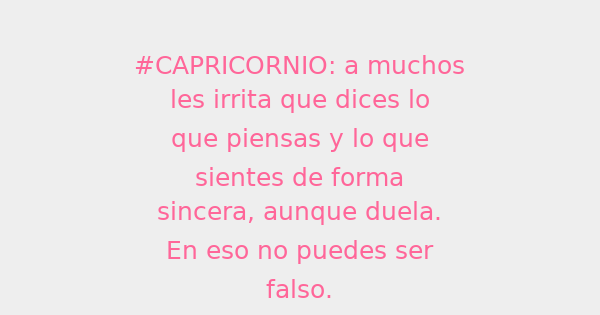 #CAPRICORNIO: a muchos
les irrita que dices lo
que piensas y lo que
sientes de forma
sincera, aunque duela.
En eso no puedes ser
falso.